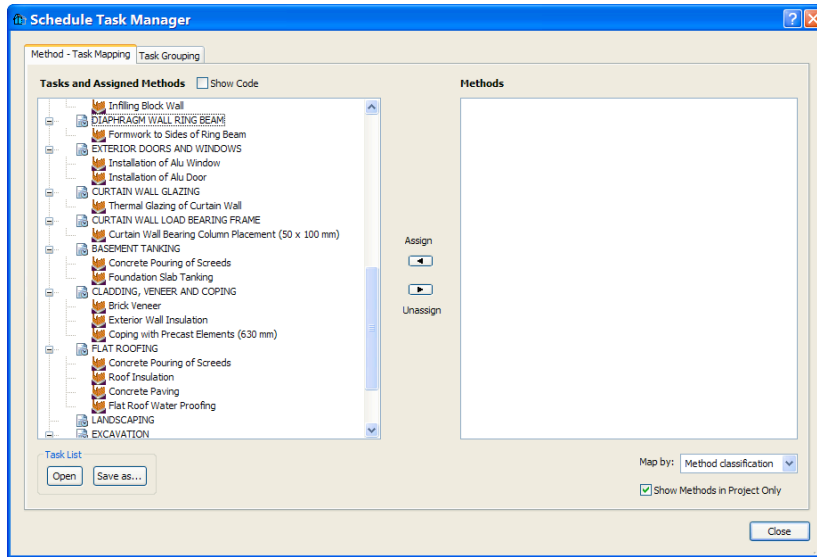 Schedule Task Manager
Method - Task Mapping
Task Grouping
Tasks and Assigned Methods
Show Code
Methods
Infilling Block Wall
DIAPHRAGM WALL RING BEAM
Formwork to Sides of Ring Beam
EXTERIOR DOORS AND WINDOWS
Installation of Alu Window
Installation of Alu Door
CURTAIN WALL GLAZING
Thermal Glazing of Curtain Wall
CURTAIN WALL LOAD BEARING FRAME
Curtain Wall Bearing Column Placement (50 x 100 mm)
BASEMENT TANKING
Concrete Pouring of Screeds
Foundation Slab Tanking
CLADDING, VENEER AND COPING
Brick Veneer
Exterior Wall Insulation
Coping with Precast Elements (630 mm)
FLAT ROOFING
Concrete Pouring of Screeds
Roof Insulation
Concrete Paving
Flat Roof Water Proofing
LANDSCAPING
EXCAVATION
Assign
Unassign
Task List
Open
Save as...
Map by:
Method classification
Show Methods in Project Only
Close